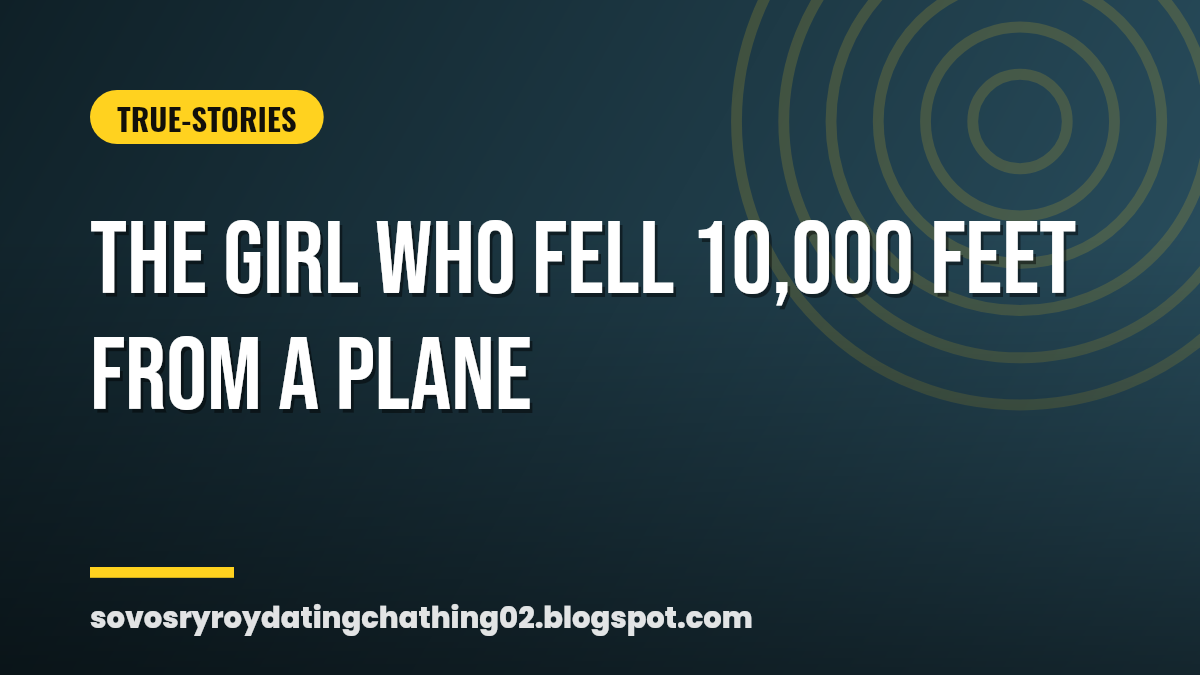 TRUE-STORIES
THE GIRL WHO FELL 10,000 FEET
FROM A PLANE
sovosryroydatingchathing02.blogspot.com